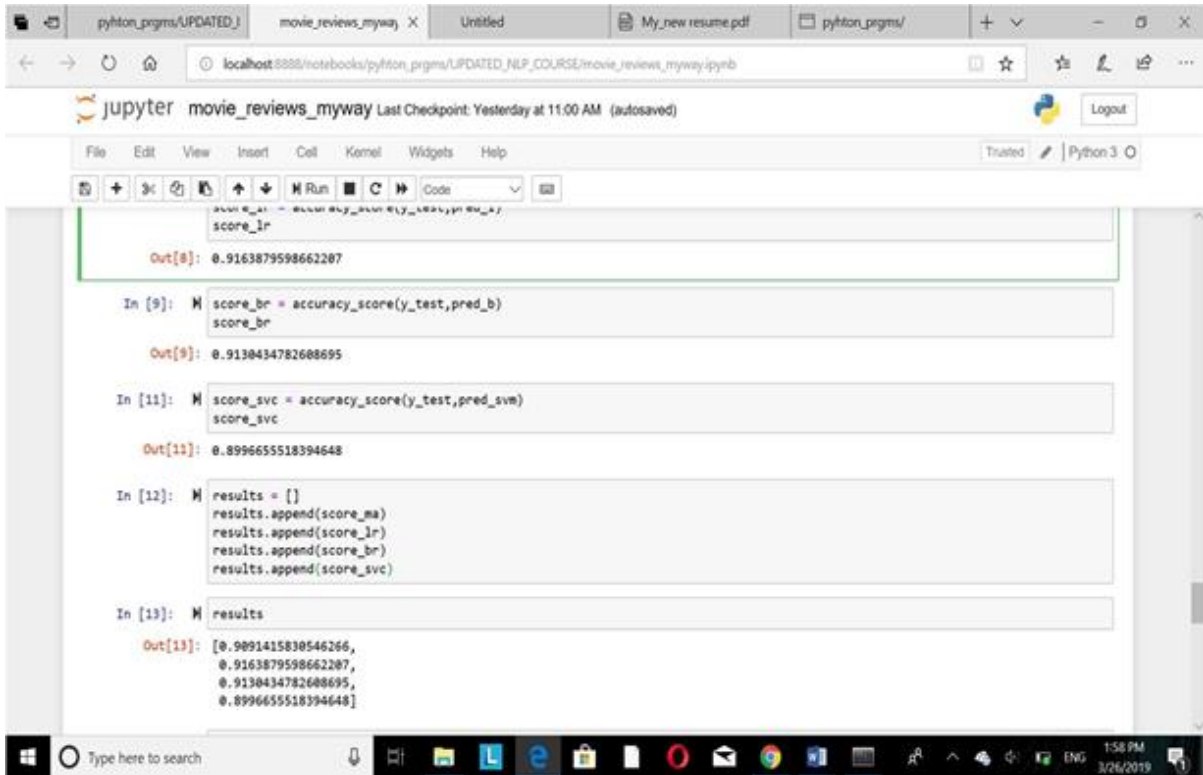 pyhton_prgms/UPDATED_I
movie_reviews_myway
Untitled
My_new resume.pdf
pyhton_prgms/
localhost:8888/notebooks/pyhton_prgms/UPDATED_NLP_COURSE/movie_reviews_myway.ipynb
jupyter movie_reviews_myway Last Checkpoint: Yesterday at 11:00 AM (autosaved)
Logout
File Edit View Insert Cell Kernel Widgets Help
Trusted Python 3
Run Code
score_lr = accuracy_score(y_test,pred_l)
score_lr
Out[8]: 0.9163879598662207
In [9]: score_br = accuracy_score(y_test,pred_b)
score_br
Out[9]: 0.9130434782608695
In [11]: score_svc = accuracy_score(y_test,pred_svm)
score_svc
Out[11]: 0.8996655518394648
In [12]: results = []
results.append(score_ma)
results.append(score_lr)
results.append(score_br)
results.append(score_svc)
In [13]: results
Out[13]: [0.9091415830546266,
0.9163879598662207,
0.9130434782608695,
0.8996655518394648]
Type here to search
ENG
1:58 PM
3/26/2019